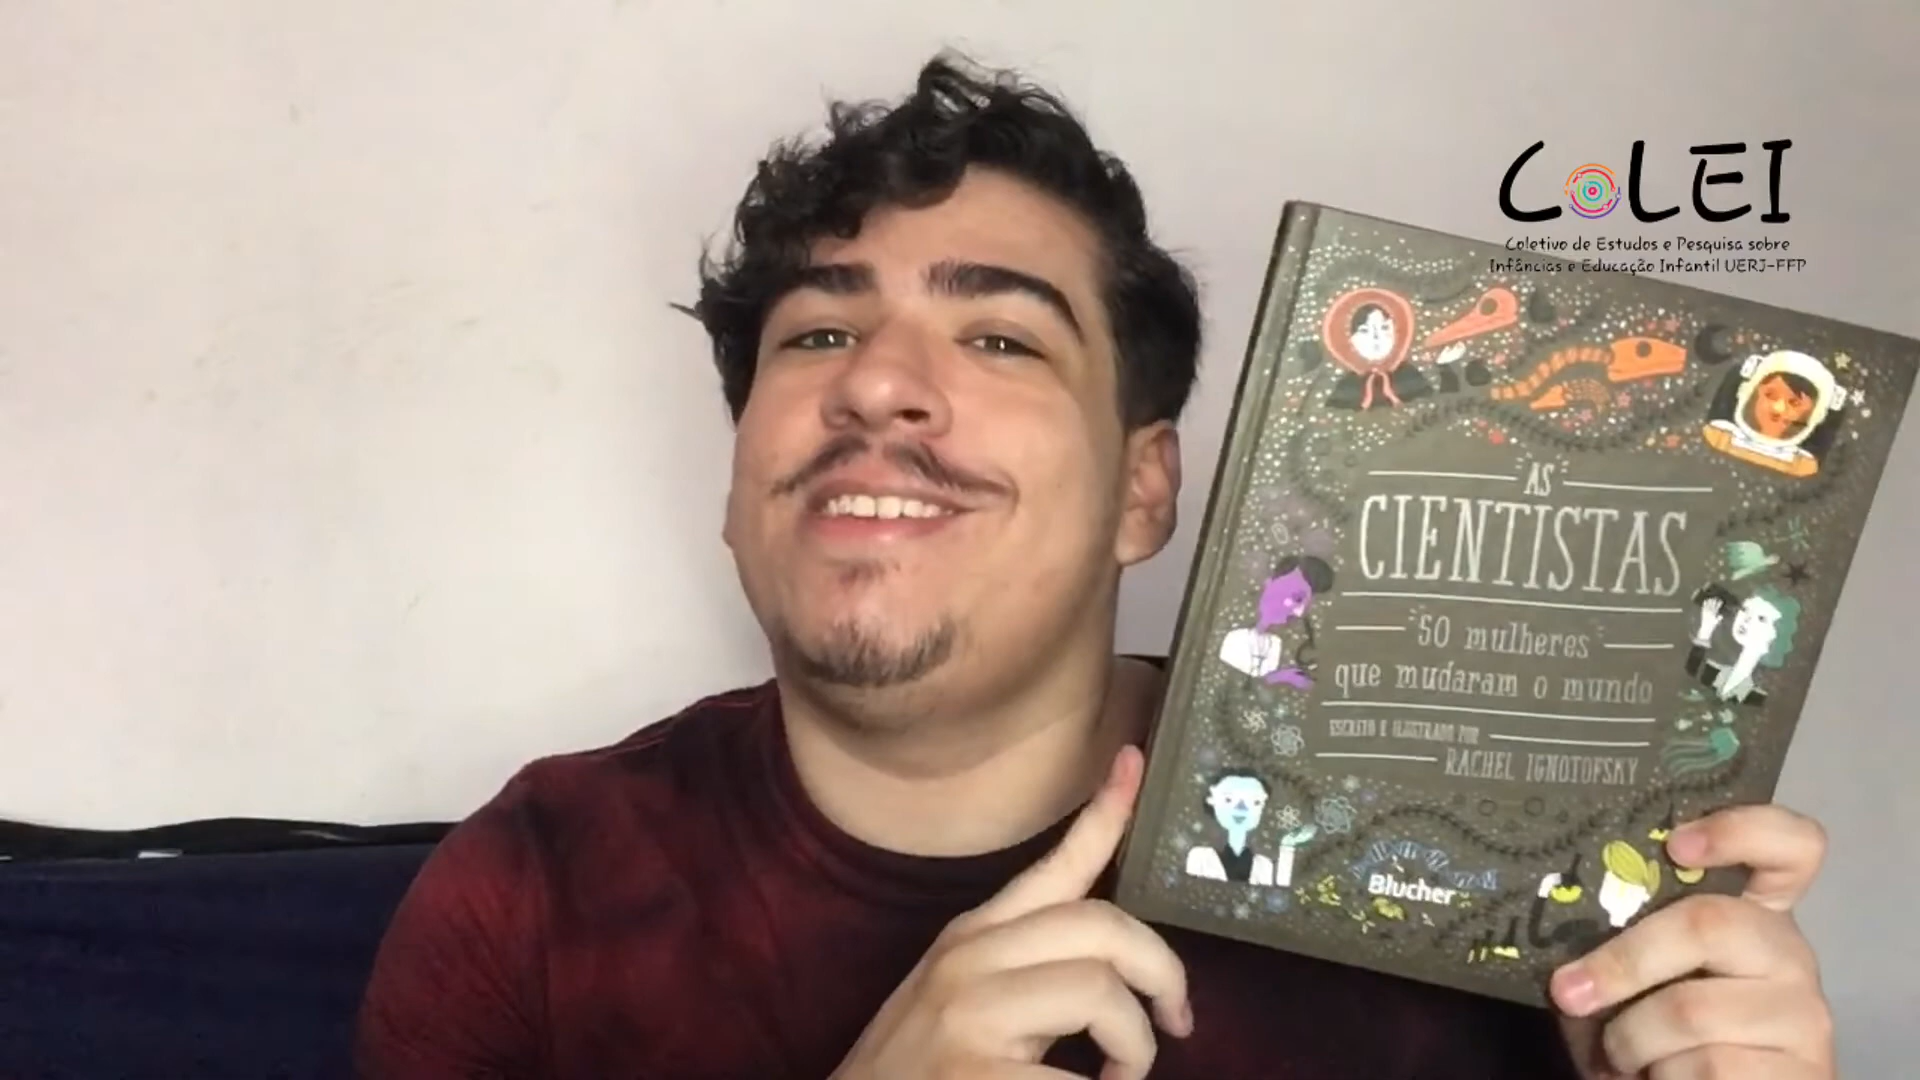 COLEI
Coletivo de Estudos e Pesquisa sobre
Infâncias e Educação Infantil UERJ-FFP
AS
CIENTISTAS
50 mulheres
que mudaram o mundo
ESCRITO E ILUSTRADO POR
RACHEL IGNOTOFSKY
Blucher